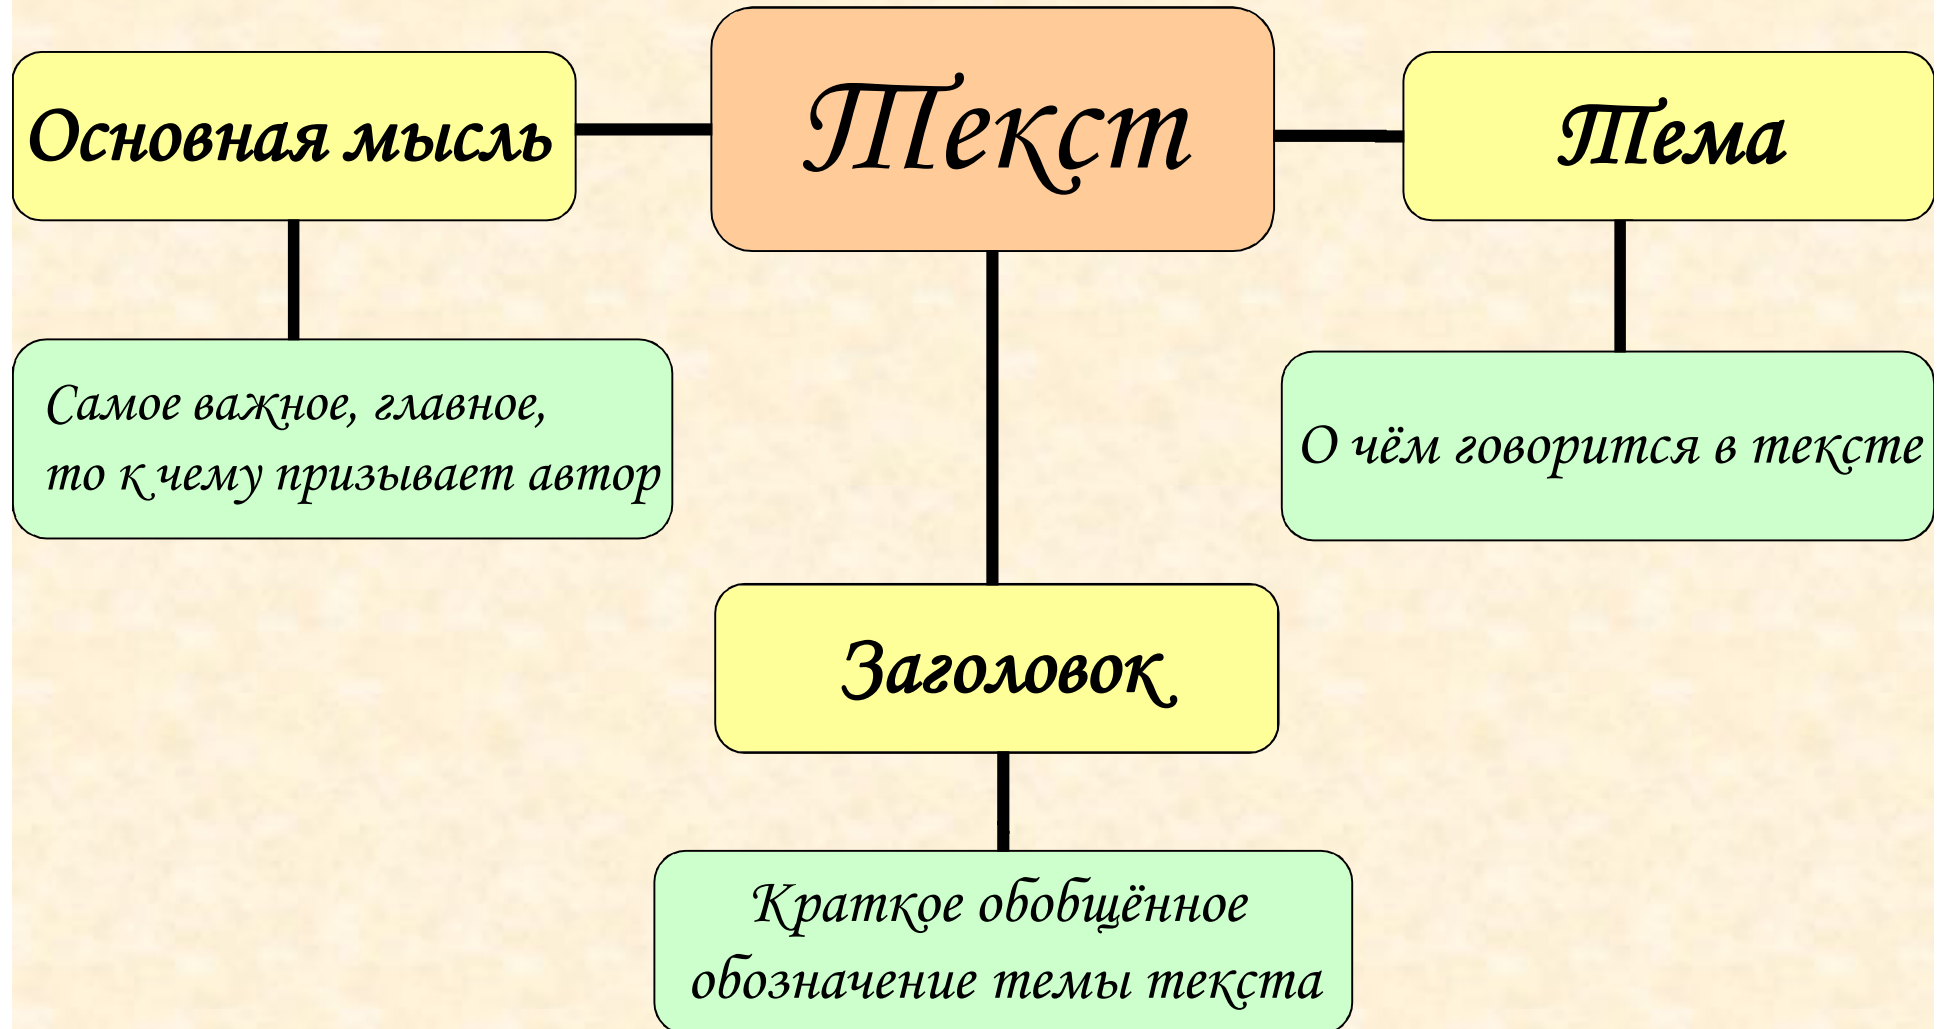 Текст
Основная мысль
Тема
Самое важное, главное,
то к чему призывает автор
О чём говорится в тексте
Заголовок
Краткое обобщённое
обозначение темы текста